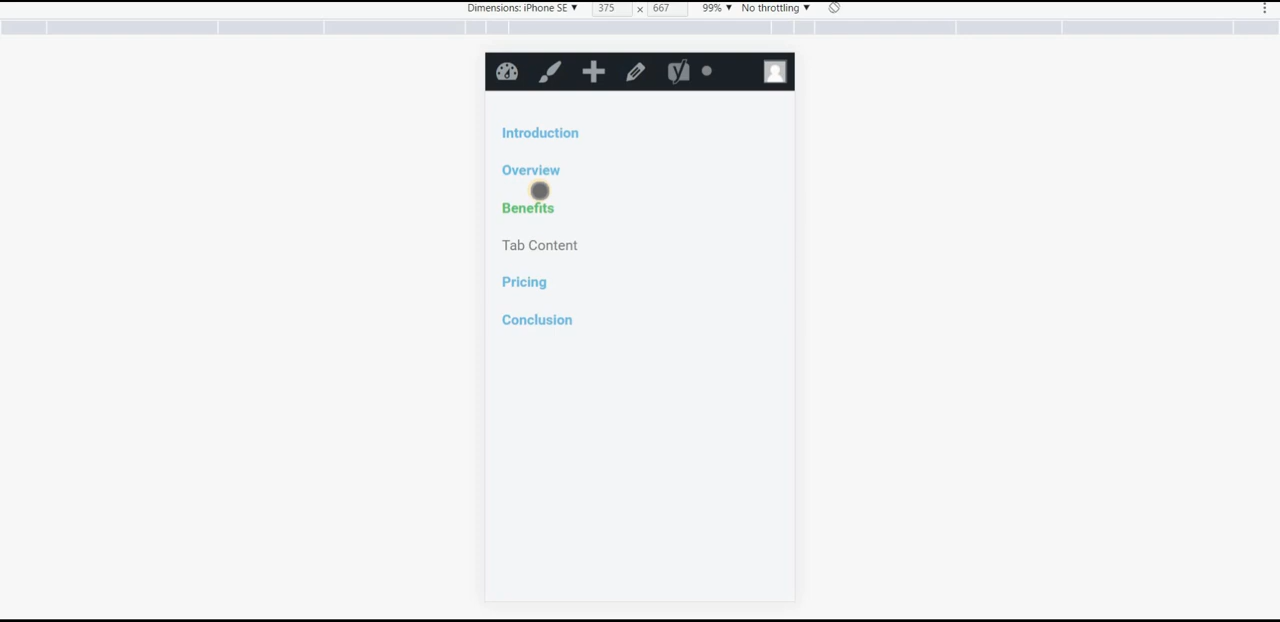 Dimensions: iPhone SE ▼ 375 × 667 99% ▼ No throttling ▼
Introduction
Overview
Benefits
Tab Content
Pricing
Conclusion